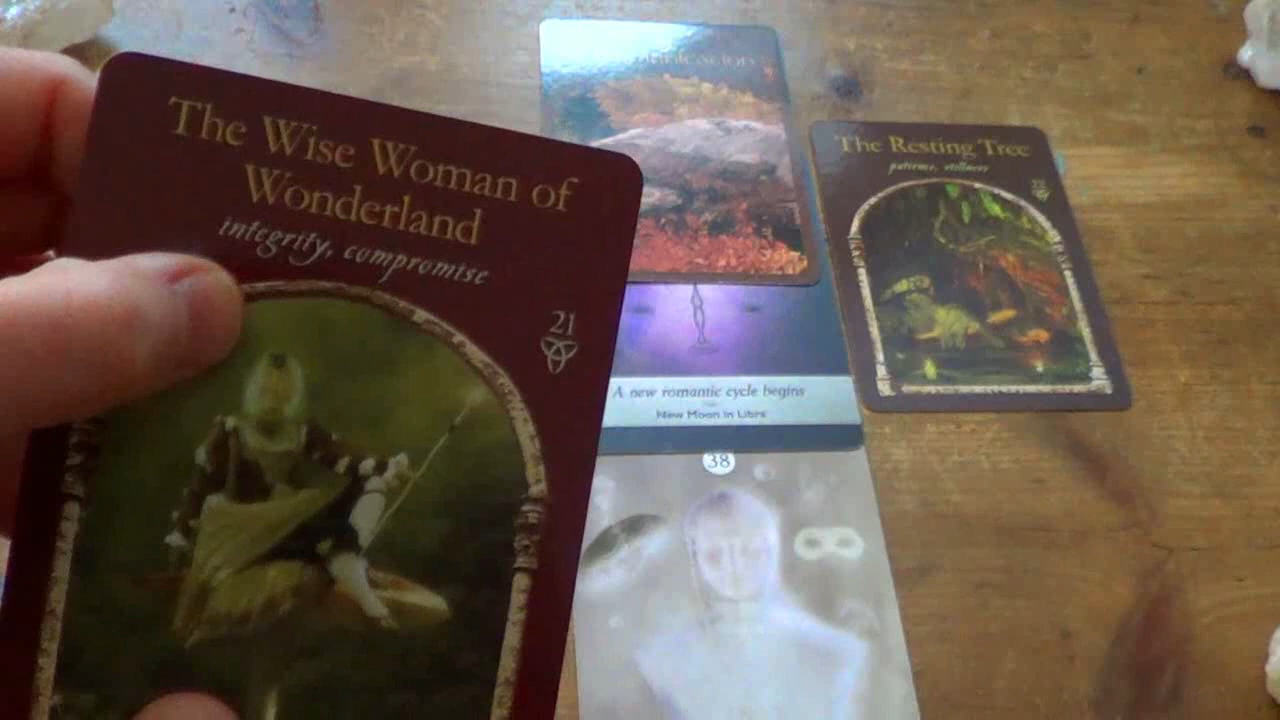 The Wise Woman of
Wonderland
integrity, compromise
21
The Resting Tree
patience, stillness
A new romantic cycle begins
New Moon in Libra
38